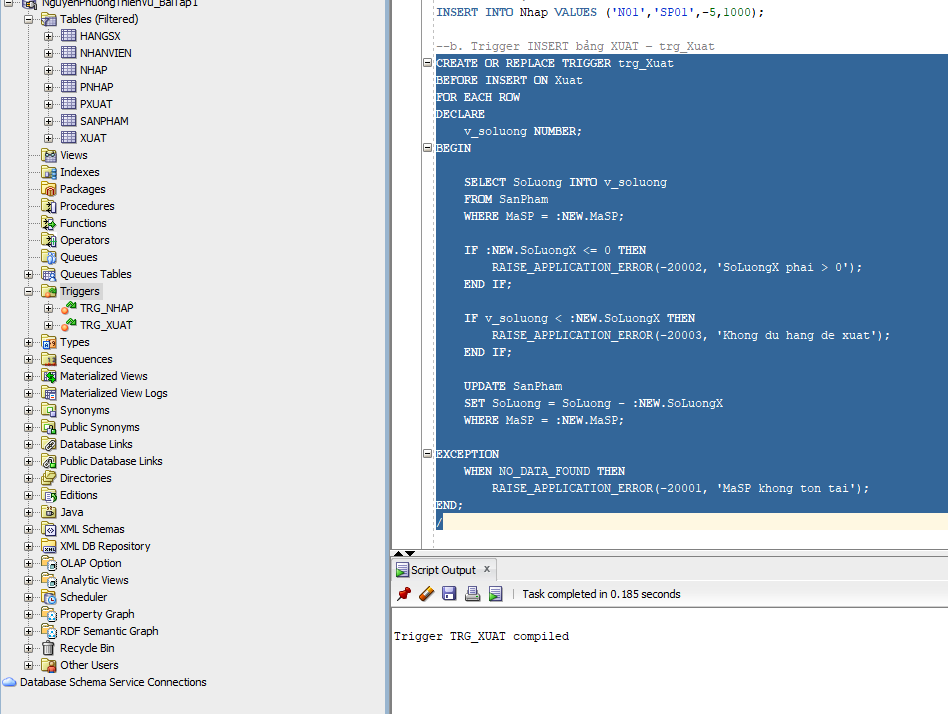 NguyenPhuongThienVu_BaiTap1
Tables (Filtered)
HANGSX
NHANVIEN
NHAP
PNHAP
PXUAT
SANPHAM
XUAT
Views
Indexes
Packages
Procedures
Functions
Operators
Queues
Queues Tables
Triggers
TRG_NHAP
TRG_XUAT
Types
Sequences
Materialized Views
Materialized View Logs
Synonyms
Public Synonyms
Database Links
Public Database Links
Directories
Editions
Java
XML Schemas
XML DB Repository
OLAP Option
Analytic Views
Scheduler
Property Graph
RDF Semantic Graph
Recycle Bin
Other Users
Database Schema Service Connections
INSERT INTO Nhap VALUES ('N01','SP01',-5,1000);
--b. Trigger INSERT bảng XUAT – trg_Xuat
CREATE OR REPLACE TRIGGER trg_Xuat
BEFORE INSERT ON Xuat
FOR EACH ROW
DECLARE
v_soluong NUMBER;
BEGIN
SELECT SoLuong INTO v_soluong
FROM SanPham
WHERE MaSP = :NEW.MaSP;
IF :NEW.SoLuongX <= 0 THEN
RAISE_APPLICATION_ERROR(-20002, 'SoLuongX phai > 0');
END IF;
IF v_soluong < :NEW.SoLuongX THEN
RAISE_APPLICATION_ERROR(-20003, 'Khong du hang de xuat');
END IF;
UPDATE SanPham
SET SoLuong = SoLuong - :NEW.SoLuongX
WHERE MaSP = :NEW.MaSP;
EXCEPTION
WHEN NO_DATA_FOUND THEN
RAISE_APPLICATION_ERROR(-20001, 'MaSP khong ton tai');
END;
/
Script Output x
Task completed in 0.185 seconds
Trigger TRG_XUAT compiled